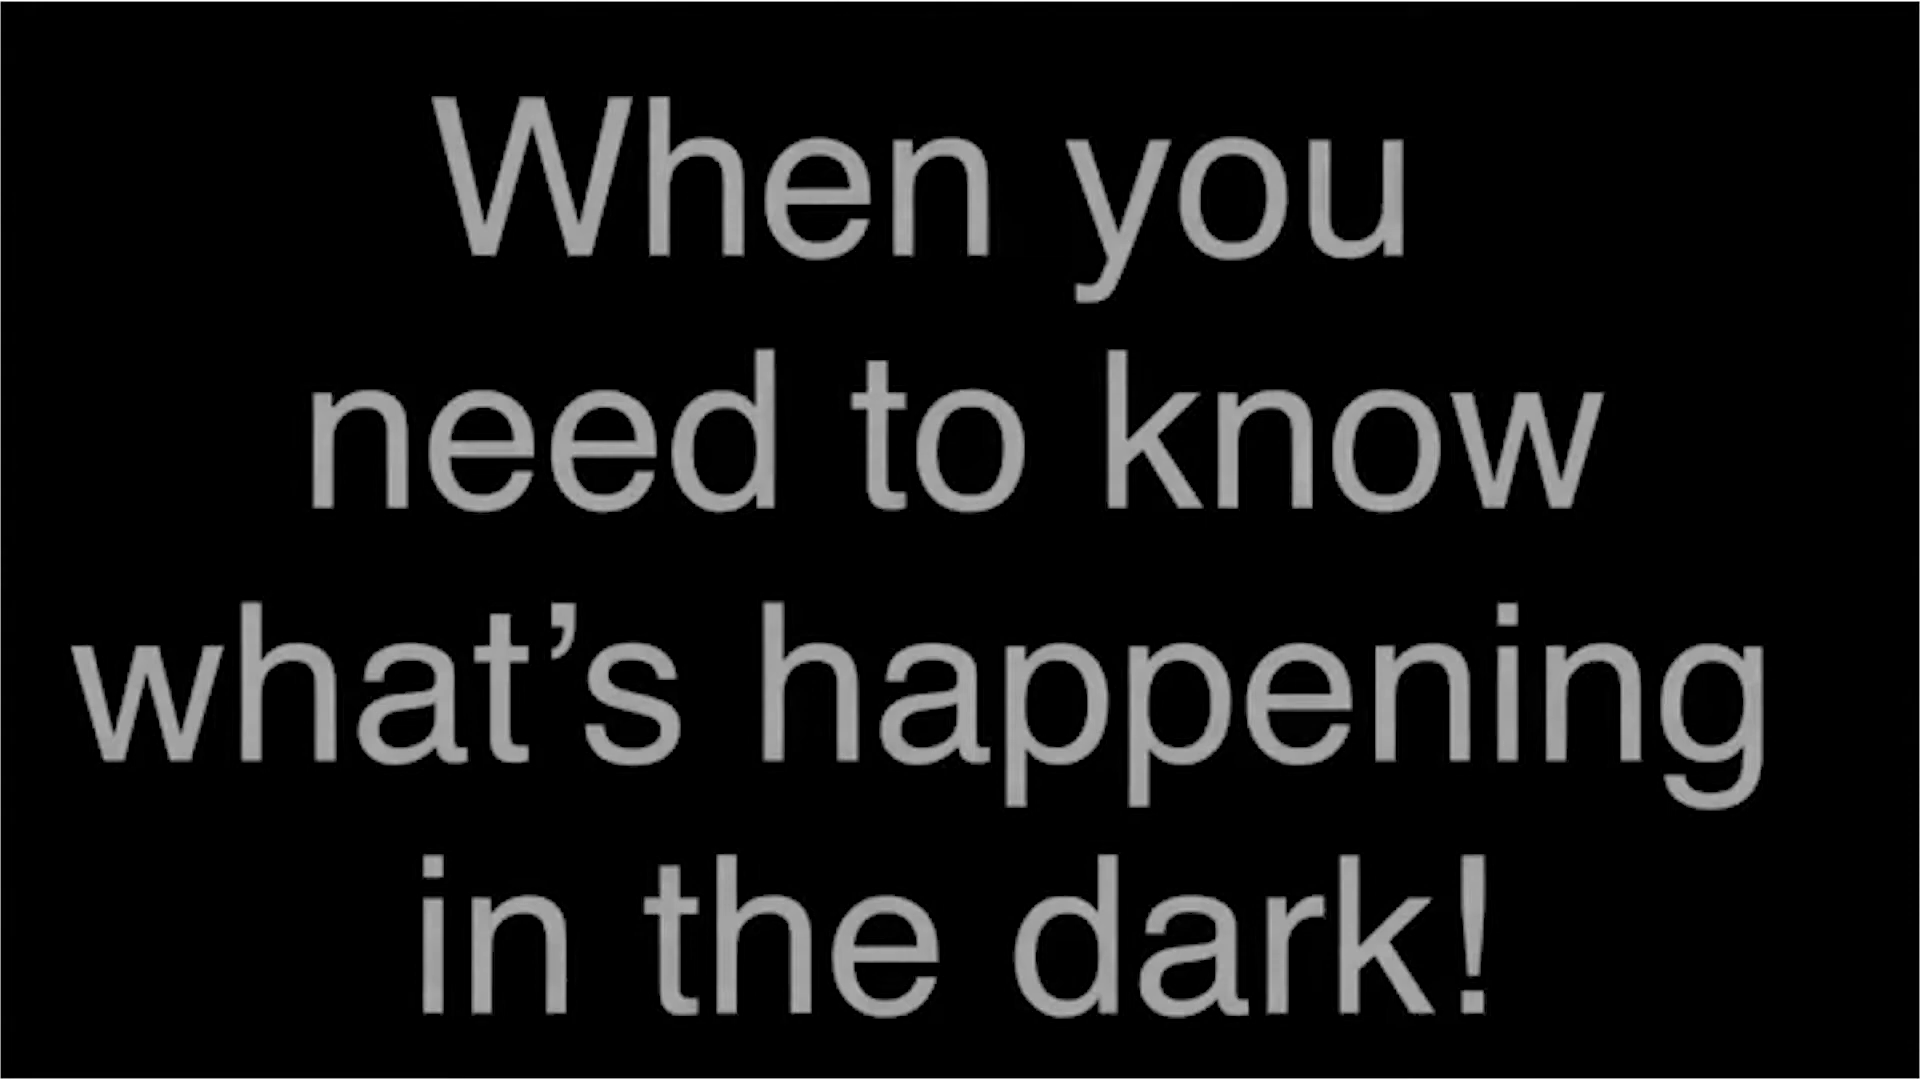 When you
need to know
what’s happening
in the dark!